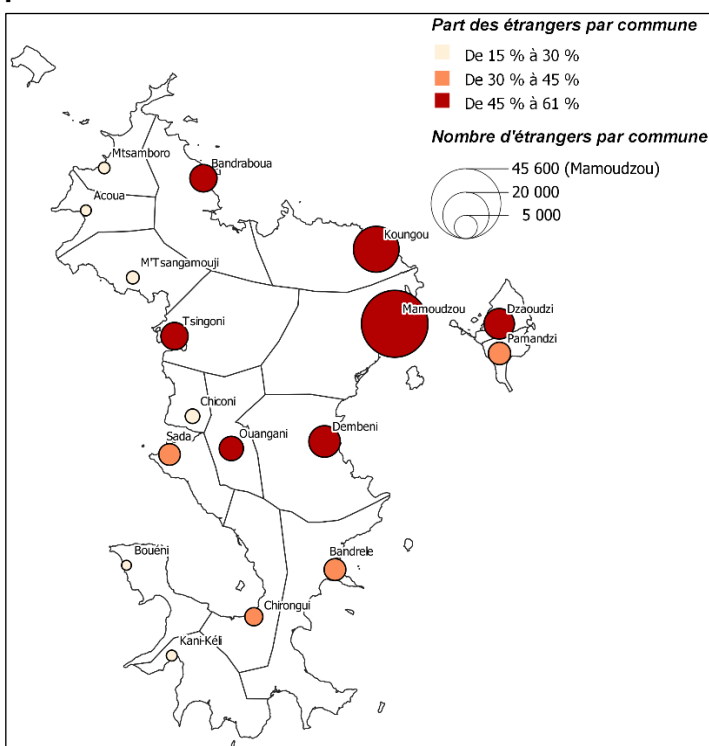 Part des étrangers par commune
De 15 % à 30 %
De 30 % à 45 %
De 45 % à 61 %
Nombre d'étrangers par commune
45 600 (Mamoudzou)
20 000
5 000
Mtsamboro
Bandraboua
Acoua
Koungou
M'Tsangamouji
Mamoudzou
Dzaoudzi
Tsingoni
Pamandzi
Chiconi
Ouangani
Dembeni
Sada
Bouéni
Bandrele
Chirongui
Kani-Kéli